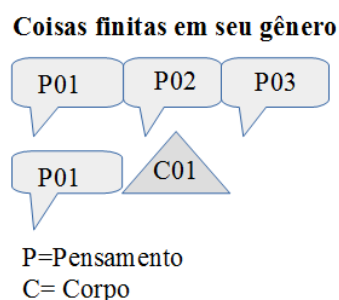 Coisas finitas em seu gênero
P01 P02 P03
P01 C01
P=Pensamento
C= Corpo